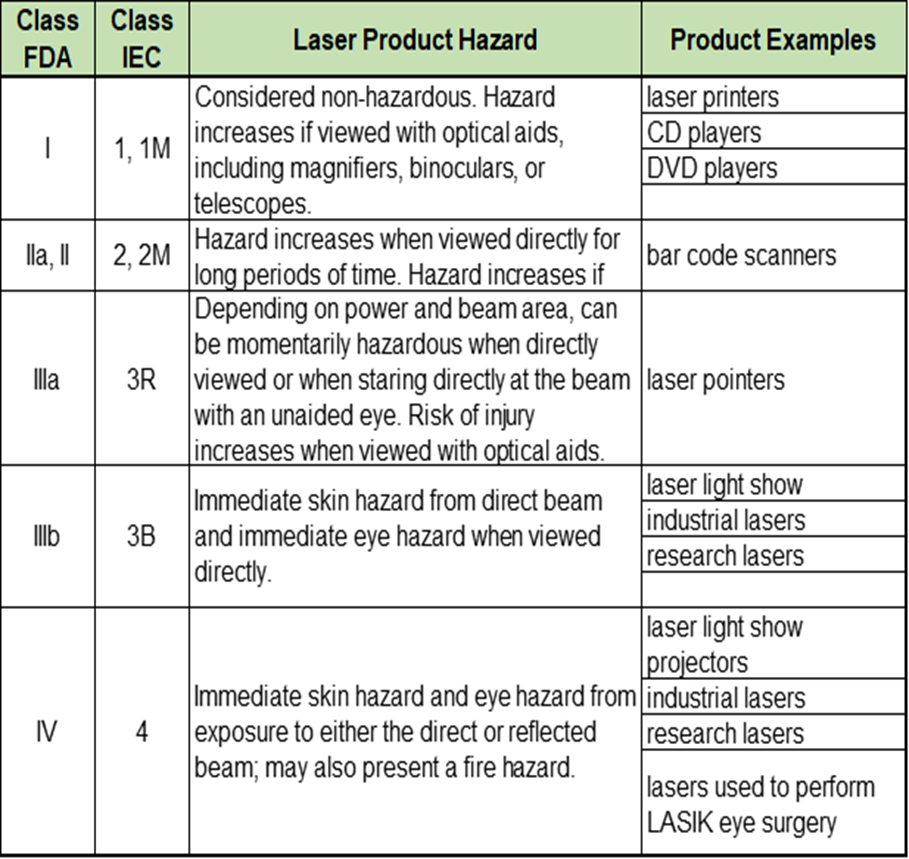 Class FDA
Class IEC
Laser Product Hazard
Product Examples
I
1, 1M
Considered non-hazardous. Hazard
increases if viewed with optical aids,
including magnifiers, binoculars, or
telescopes.
laser printers
CD players
DVD players
IIa, II
2, 2M
Hazard increases when viewed directly for
long periods of time. Hazard increases if
bar code scanners
IIIa
3R
Depending on power and beam area, can
be momentarily hazardous when directly
viewed or when staring directly at the beam
with an unaided eye. Risk of injury
increases when viewed with optical aids.
laser pointers
IIIb
3B
Immediate skin hazard from direct beam
and immediate eye hazard when viewed
directly.
laser light show
industrial lasers
research lasers
IV
4
Immediate skin hazard and eye hazard from
exposure to either the direct or reflected
beam; may also present a fire hazard.
laser light show
projectors
industrial lasers
research lasers
lasers used to perform
LASIK eye surgery